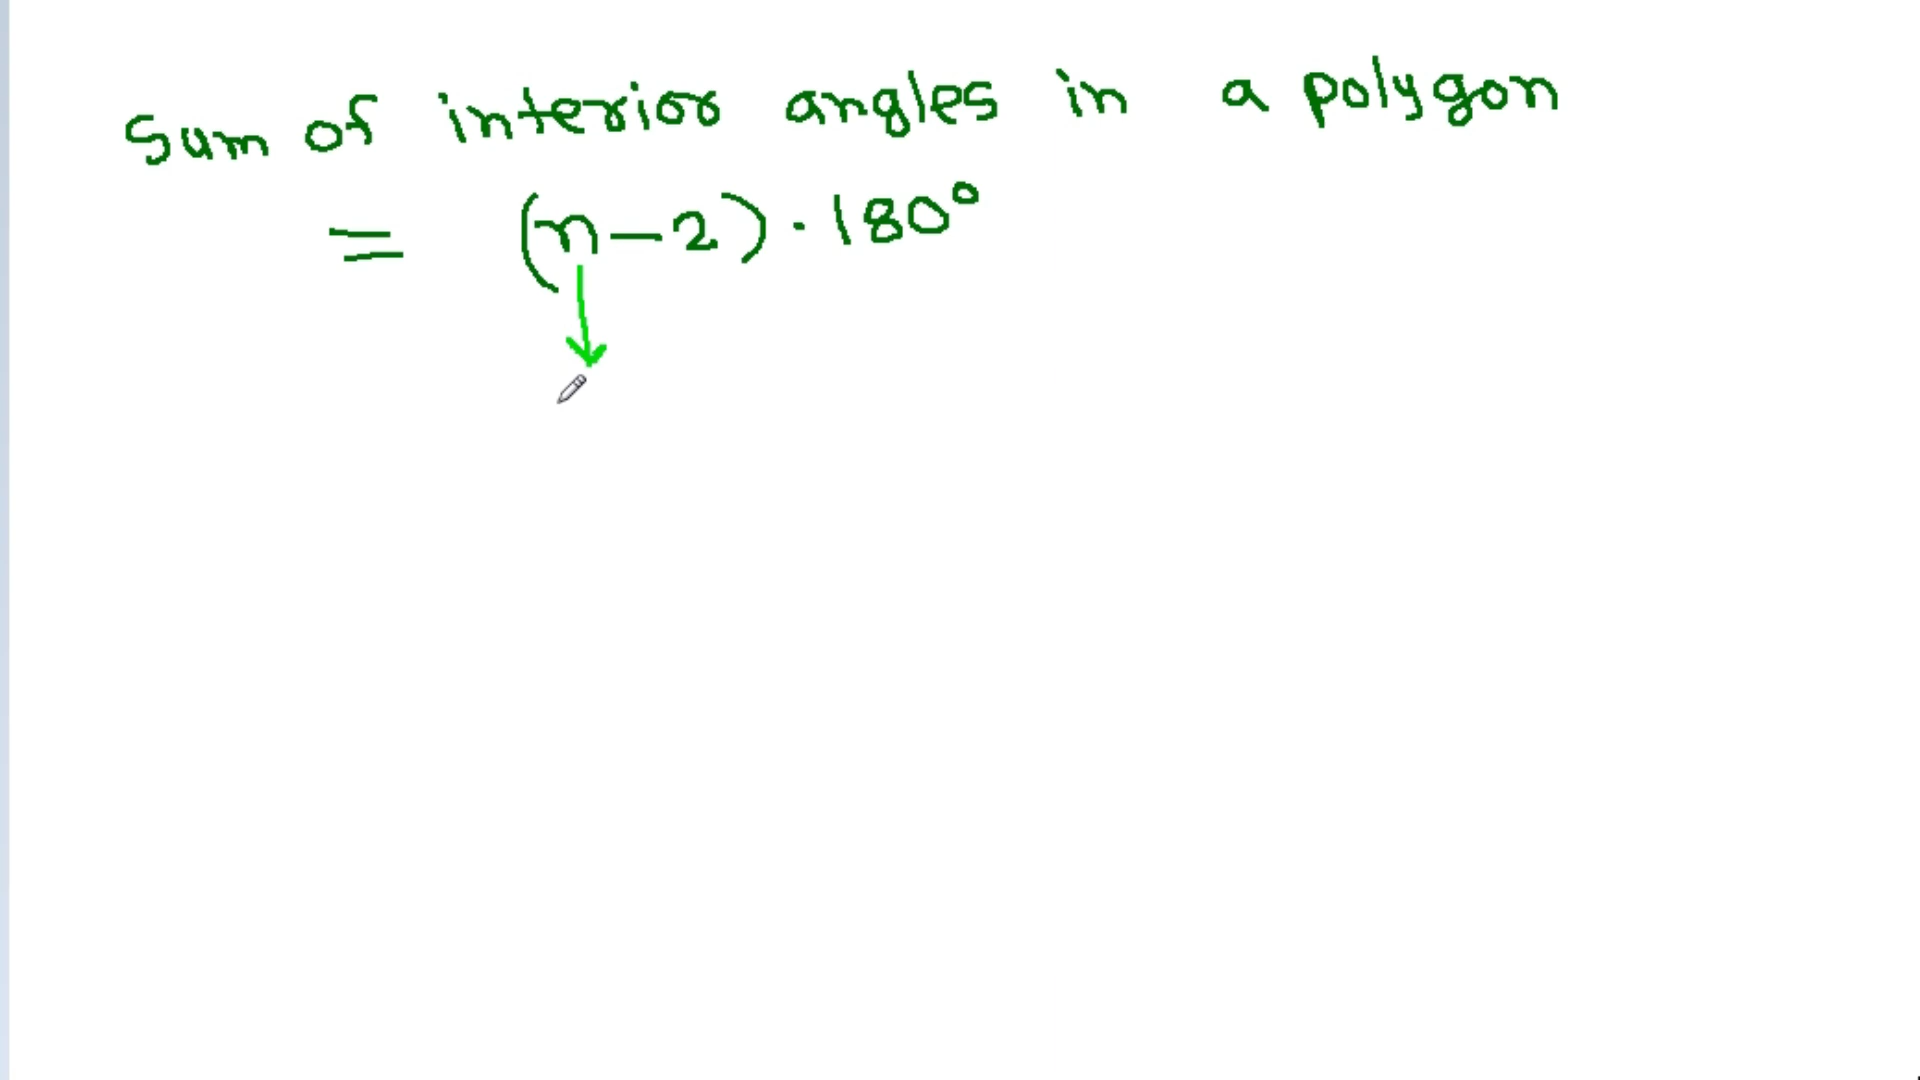 Sum of interior angles in a polygon
= (n-2)·180°